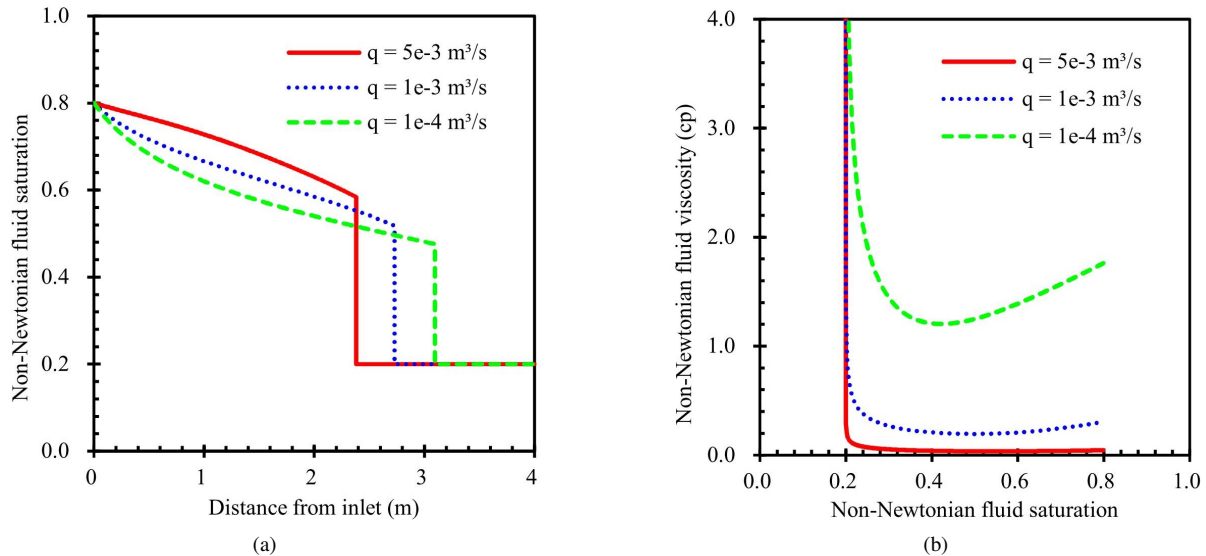 1.0
0.8
0.6
0.4
0.2
0.0
Non-Newtonian fluid saturation
0
1
2
3
4
Distance from inlet (m)
q = 5e-3 m³/s
q = 1e-3 m³/s
q = 1e-4 m³/s
(a)
4.0
3.0
2.0
1.0
0.0
Non-Newtonian fluid viscosity (cp)
0.0
0.2
0.4
0.6
0.8
1.0
Non-Newtonian fluid saturation
q = 5e-3 m³/s
q = 1e-3 m³/s
q = 1e-4 m³/s
(b)